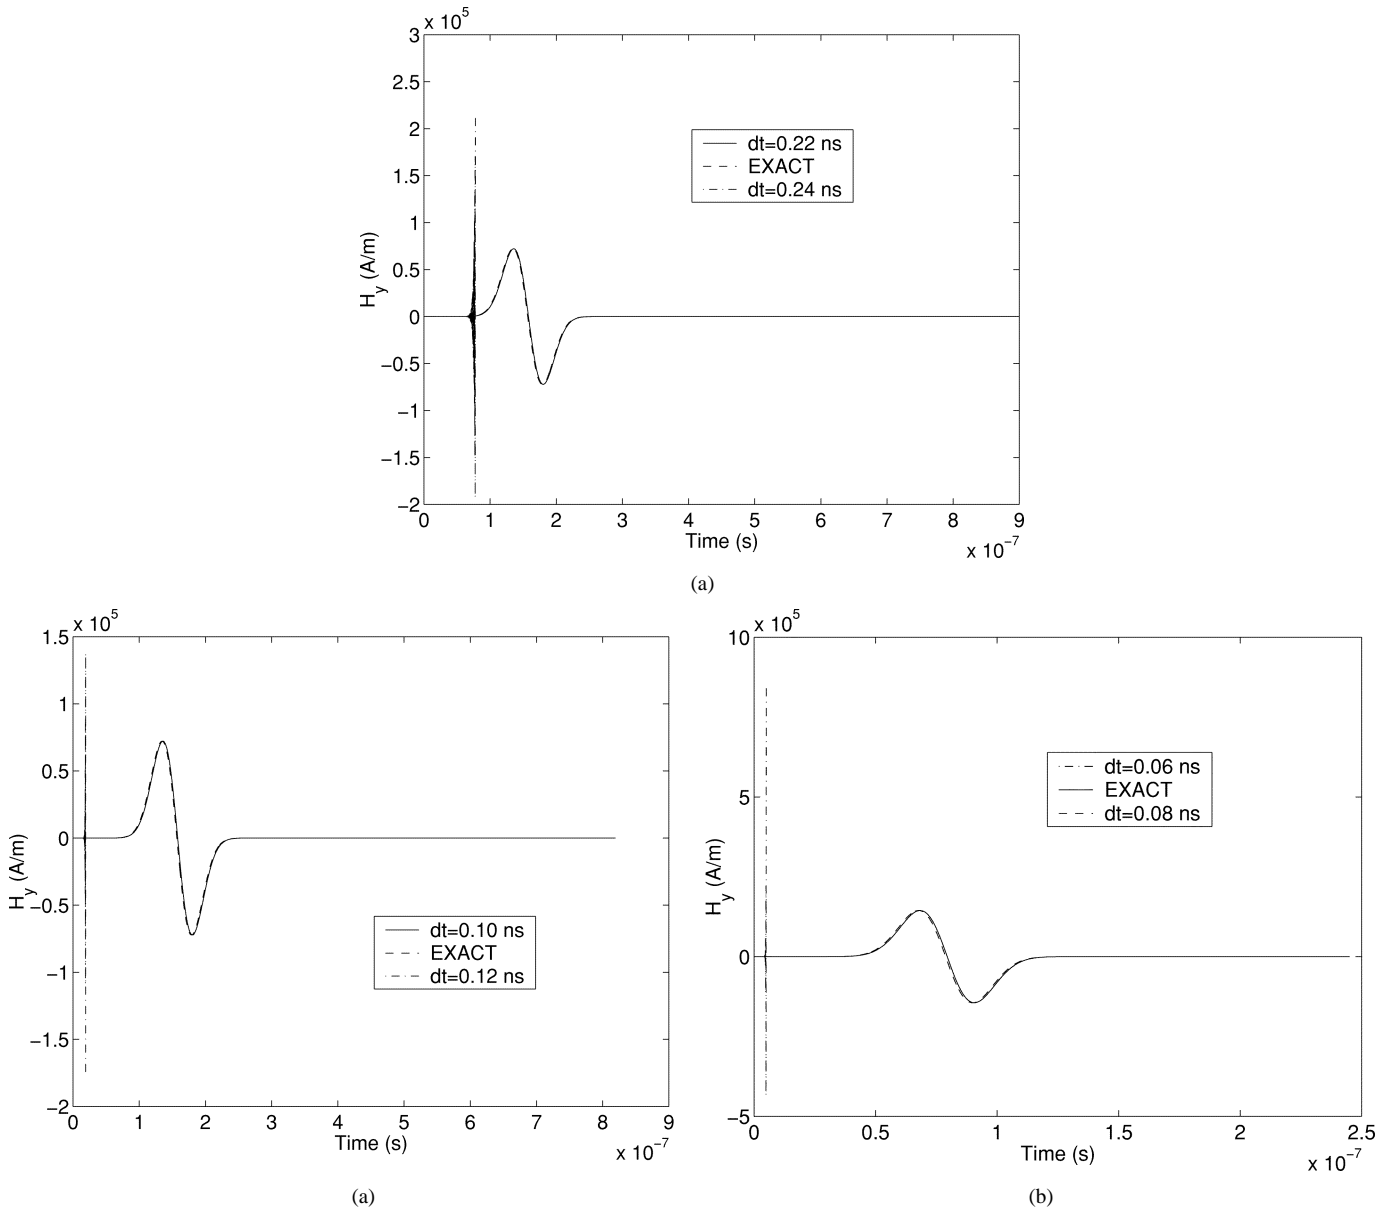 x 10^5
3
2.5
2
1.5
1
0.5
0
−0.5
−1
−1.5
−2
H_y (A/m)
dt=0.22 ns
EXACT
dt=0.24 ns
0 1 2 3 4 5 6 7 8 9
Time (s)
x 10^−7
(a)
x 10^5
1.5
1
0.5
0
−0.5
−1
−1.5
−2
H_y (A/m)
dt=0.10 ns
EXACT
dt=0.12 ns
0 1 2 3 4 5 6 7 8 9
Time (s)
x 10^−7
(a)
x 10^5
10
5
0
−5
H_y (A/m)
dt=0.06 ns
EXACT
dt=0.08 ns
0 0.5 1 1.5 2 2.5
Time (s)
x 10^−7
(b)